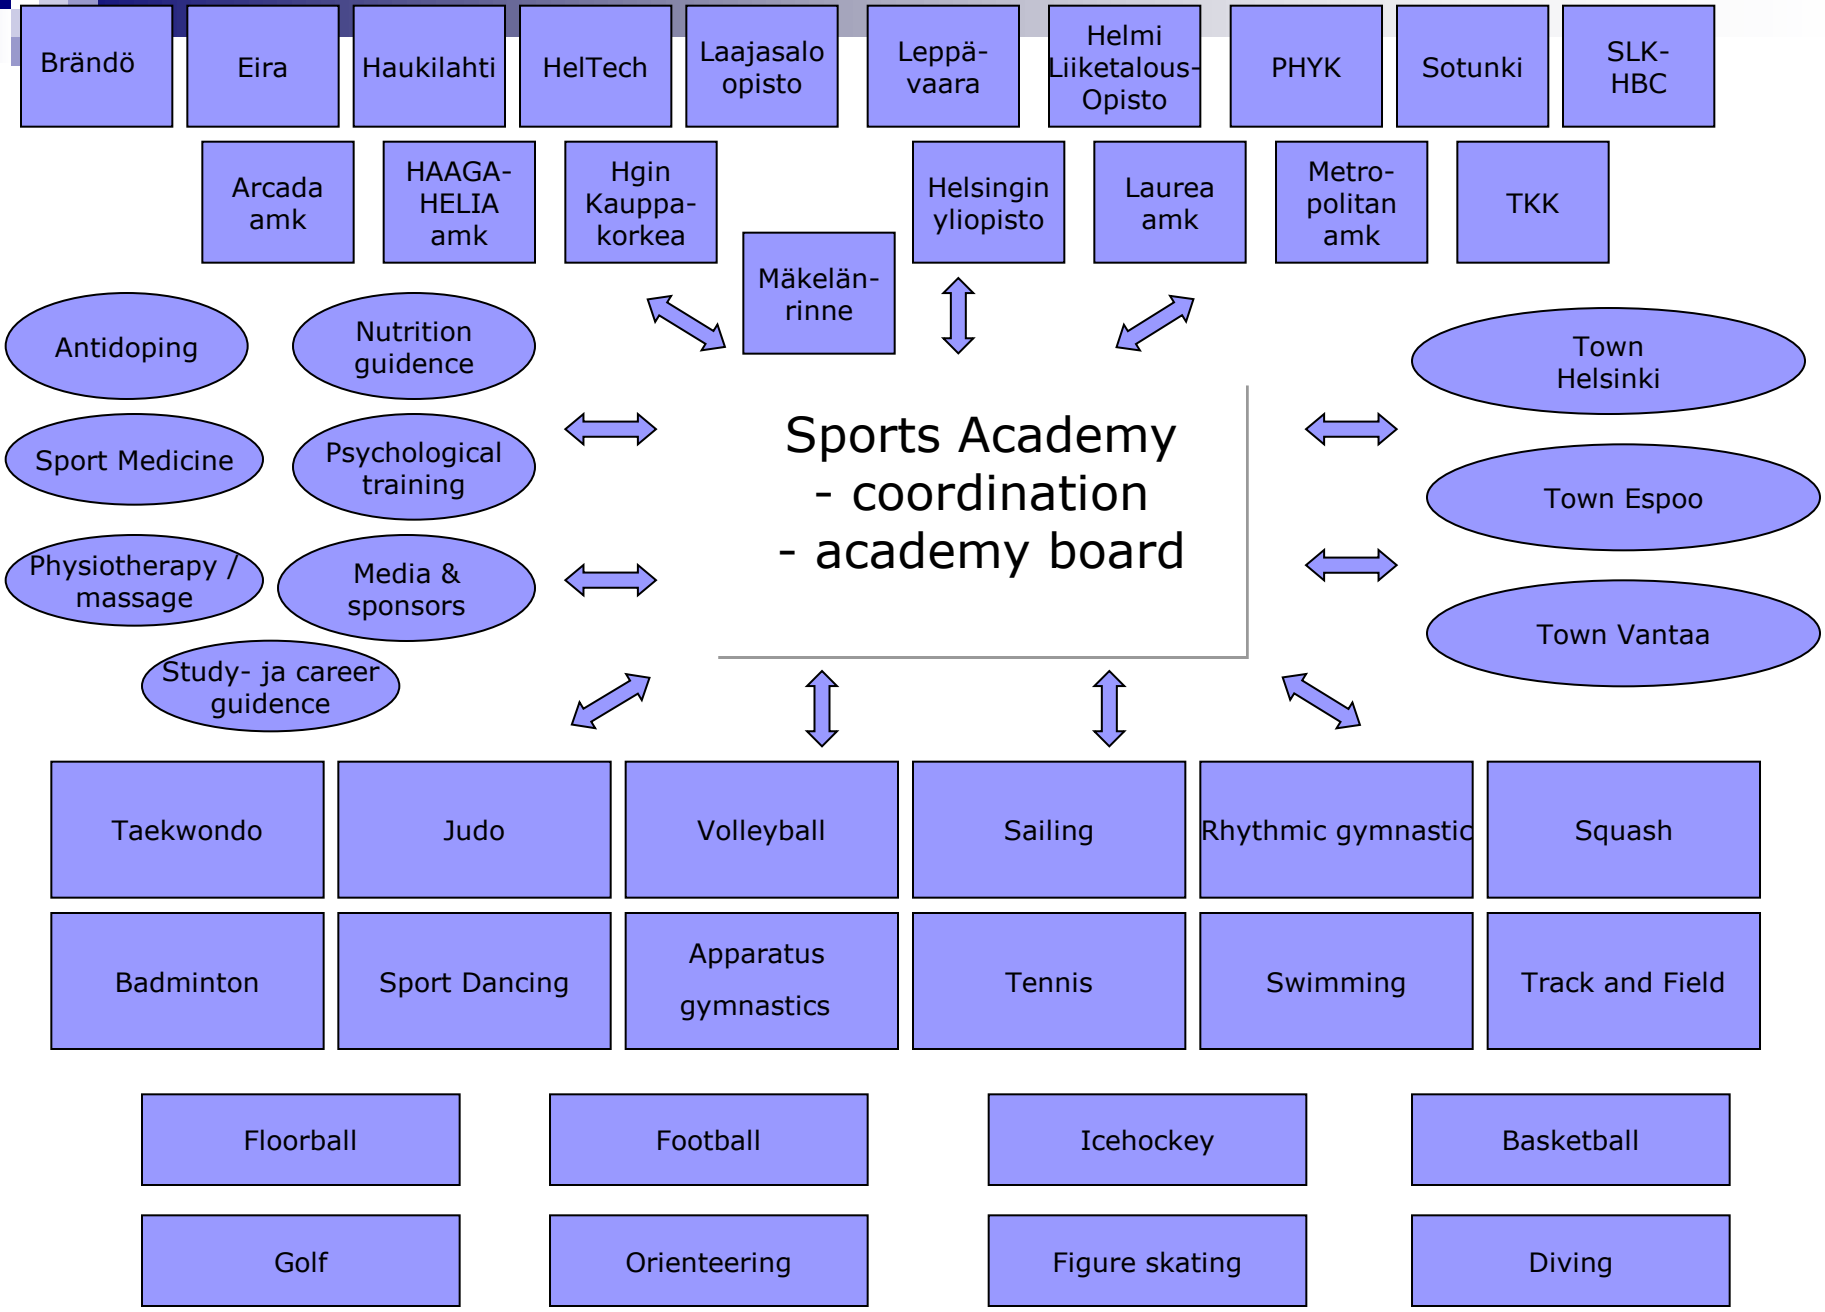 Brändö
Eira
Haukilahti
HelTech
Laajasalo
opisto
Leppä-
vaara
Helmi
Liiketalous-
Opisto
PHYK
Sotunki
SLK-
HBC
Arcada
amk
HAAGA-
HELIA
amk
Hgin
Kauppa-
korkea
Mäkelän-
rinne
Helsingin
yliopisto
Laurea
amk
Metro-
politan
amk
TKK
Antidoping
Nutrition
guidence
Sport Medicine
Psychological
training
Physiotherapy /
massage
Media &
sponsors
Study- ja career
guidence
Sports Academy
- coordination
- academy board
Town
Helsinki
Town Espoo
Town Vantaa
Taekwondo
Judo
Volleyball
Sailing
Rhythmic gymnastic
Squash
Badminton
Sport Dancing
Apparatus
gymnastics
Tennis
Swimming
Track and Field
Floorball
Football
Icehockey
Basketball
Golf
Orienteering
Figure skating
Diving